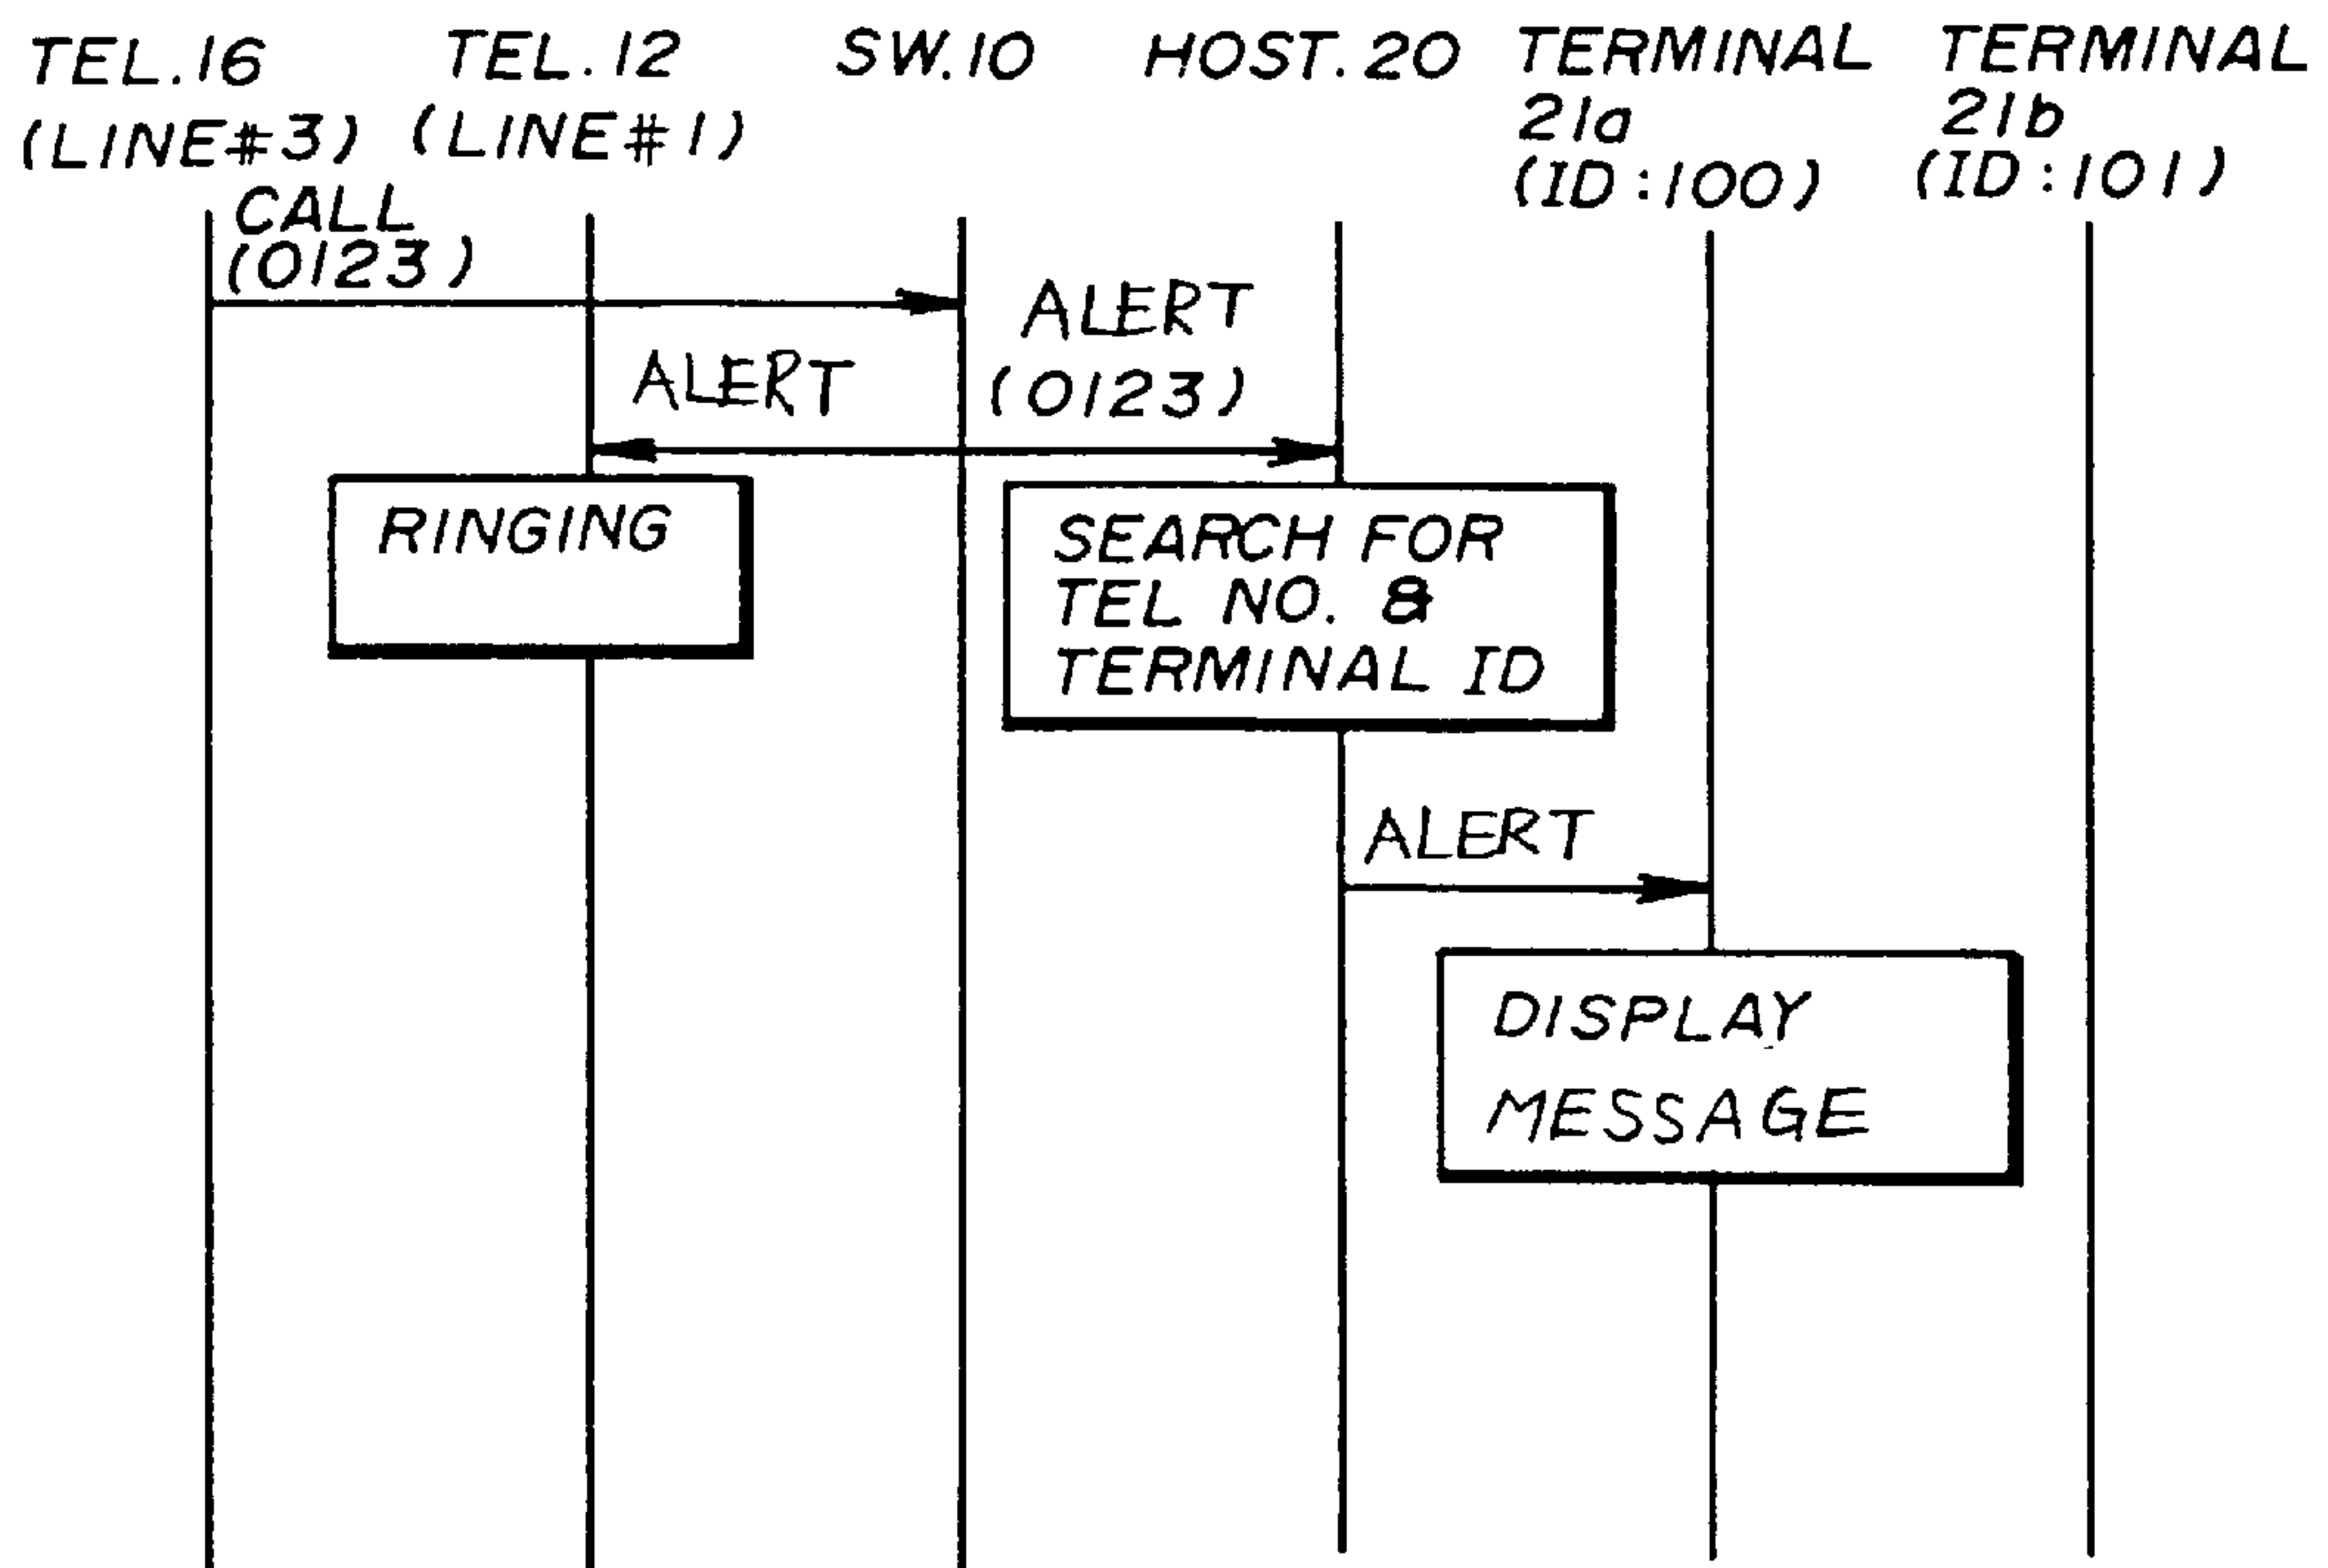 TEL.16
(LINE#3)
TEL.12
(LINE#1)
SW.10
HOST.20
TERMINAL
21a
(ID:100)
TERMINAL
21b
(ID:101)
CALL
(0123)
ALERT
ALERT
(0123)
RINGING
SEARCH FOR
TEL NO. &
TERMINAL ID
ALERT
DISPLAY
MESSAGE